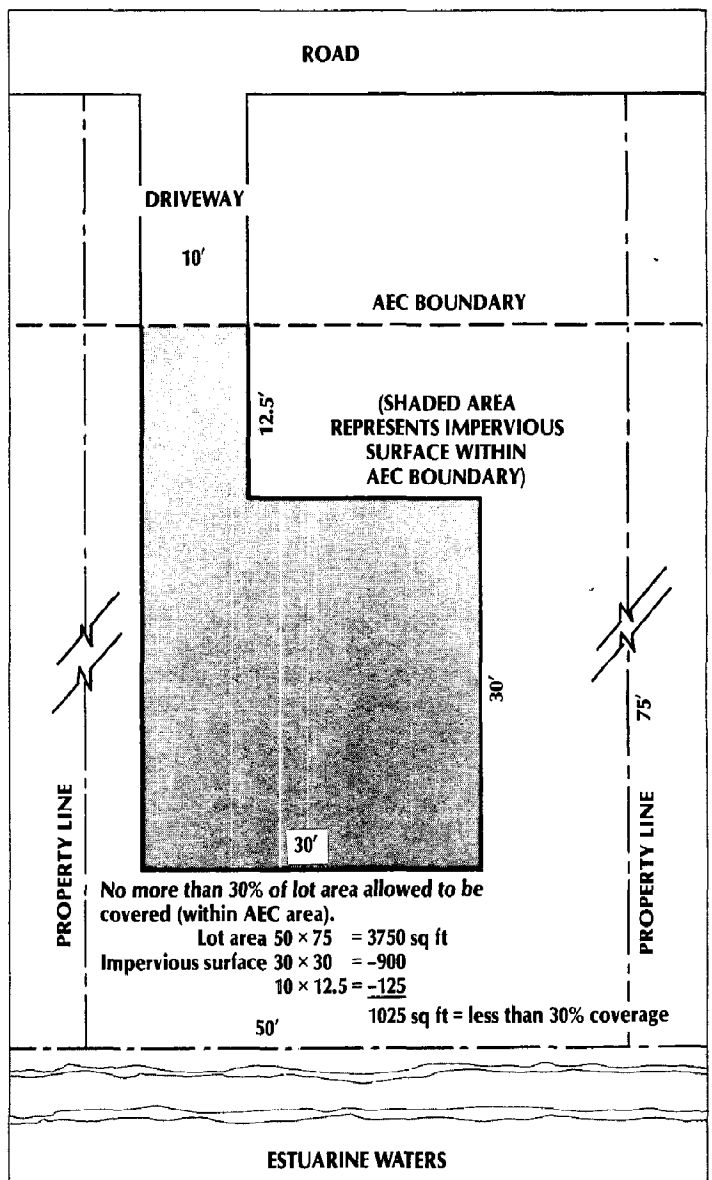 ROAD
DRIVEWAY
10'
AEC BOUNDARY
12.5'
(SHADED AREA
REPRESENTS IMPERVIOUS
SURFACE WITHIN
AEC BOUNDARY)
30'
75'
PROPERTY LINE
30'
PROPERTY LINE
No more than 30% of lot area allowed to be
covered (within AEC area).
Lot area 50 × 75 = 3750 sq ft
Impervious surface 30 × 30 = –900
10 × 12.5 = –125
1025 sq ft = less than 30% coverage
50'
ESTUARINE WATERS